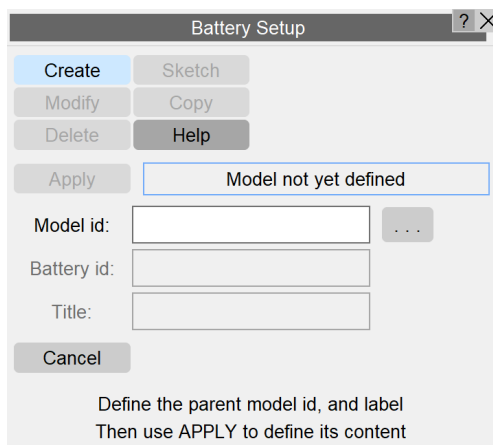 Battery Setup
?
Create Sketch
Modify Copy
Delete Help
Apply Model not yet defined
Model id: . . .
Battery id:
Title:
Cancel
Define the parent model id, and label
Then use APPLY to define its content